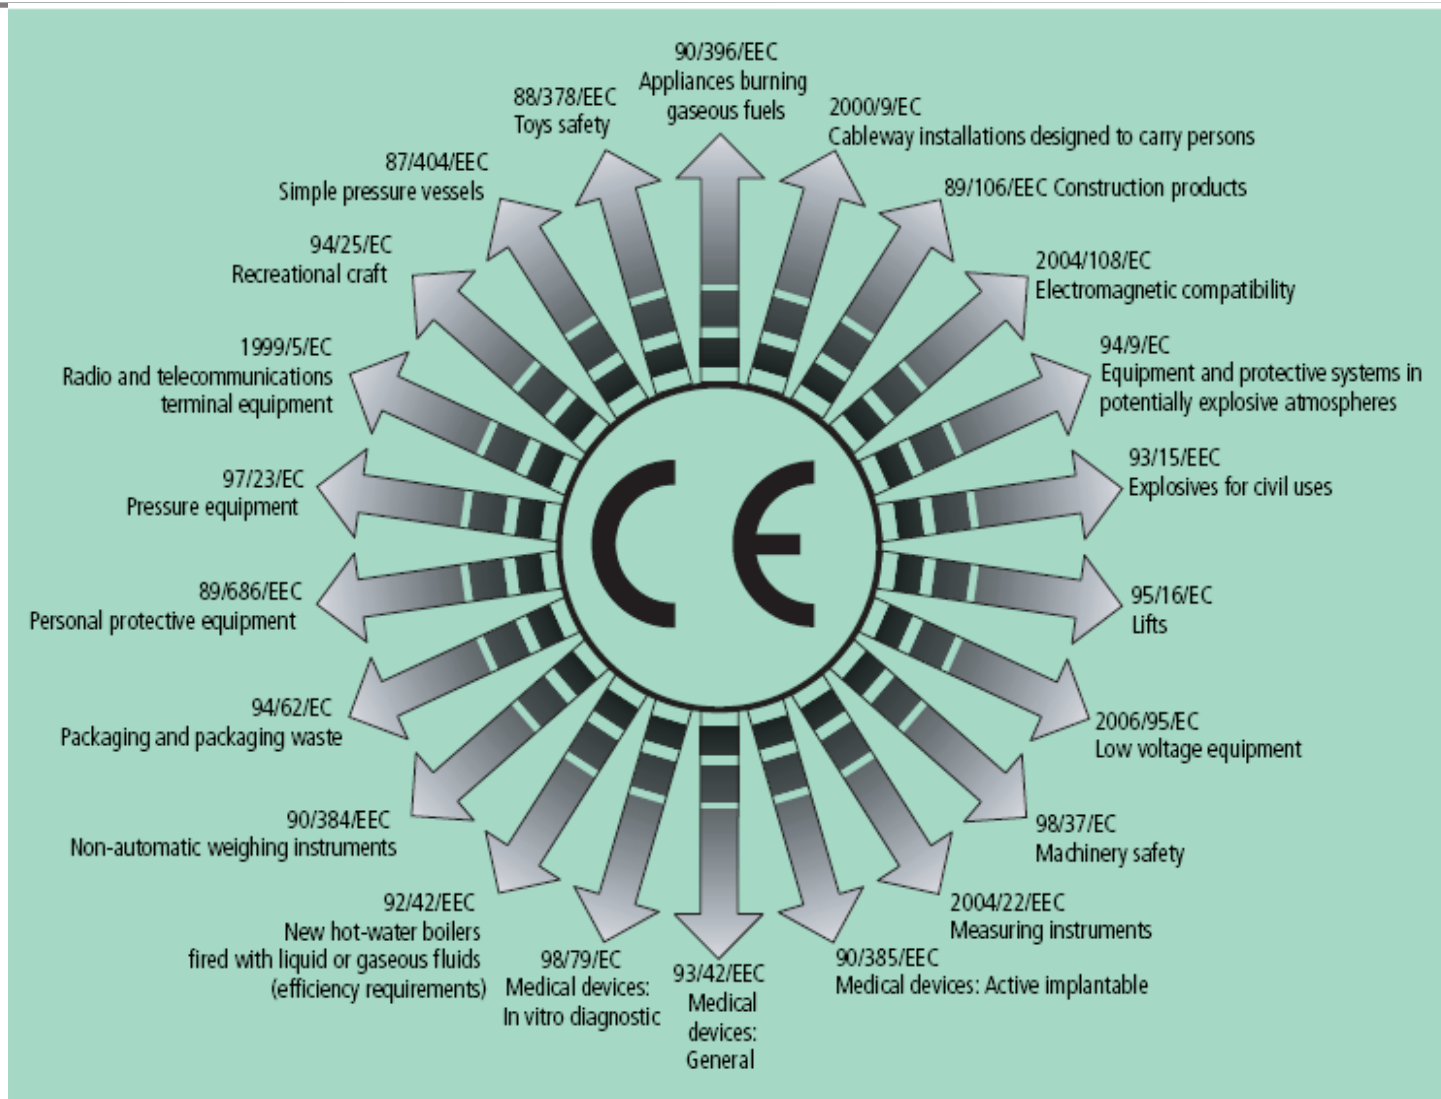 90/396/EEC
Appliances burning
gaseous fuels
2000/9/EC
Cableway installations designed to carry persons
89/106/EEC Construction products
2004/108/EC
Electromagnetic compatibility
94/9/EC
Equipment and protective systems in
potentially explosive atmospheres
93/15/EEC
Explosives for civil uses
95/16/EC
Lifts
2006/95/EC
Low voltage equipment
98/37/EC
Machinery safety
2004/22/EEC
Measuring instruments
90/385/EEC
Medical devices: Active implantable
93/42/EEC
Medical
devices:
General
98/79/EC
Medical devices:
In vitro diagnostic
92/42/EEC
New hot-water boilers
fired with liquid or gaseous fluids
(efficiency requirements)
90/384/EEC
Non-automatic weighing instruments
94/62/EC
Packaging and packaging waste
89/686/EEC
Personal protective equipment
97/23/EC
Pressure equipment
1999/5/EC
Radio and telecommunications
terminal equipment
94/25/EC
Recreational craft
87/404/EEC
Simple pressure vessels
88/378/EEC
Toys safety
CE